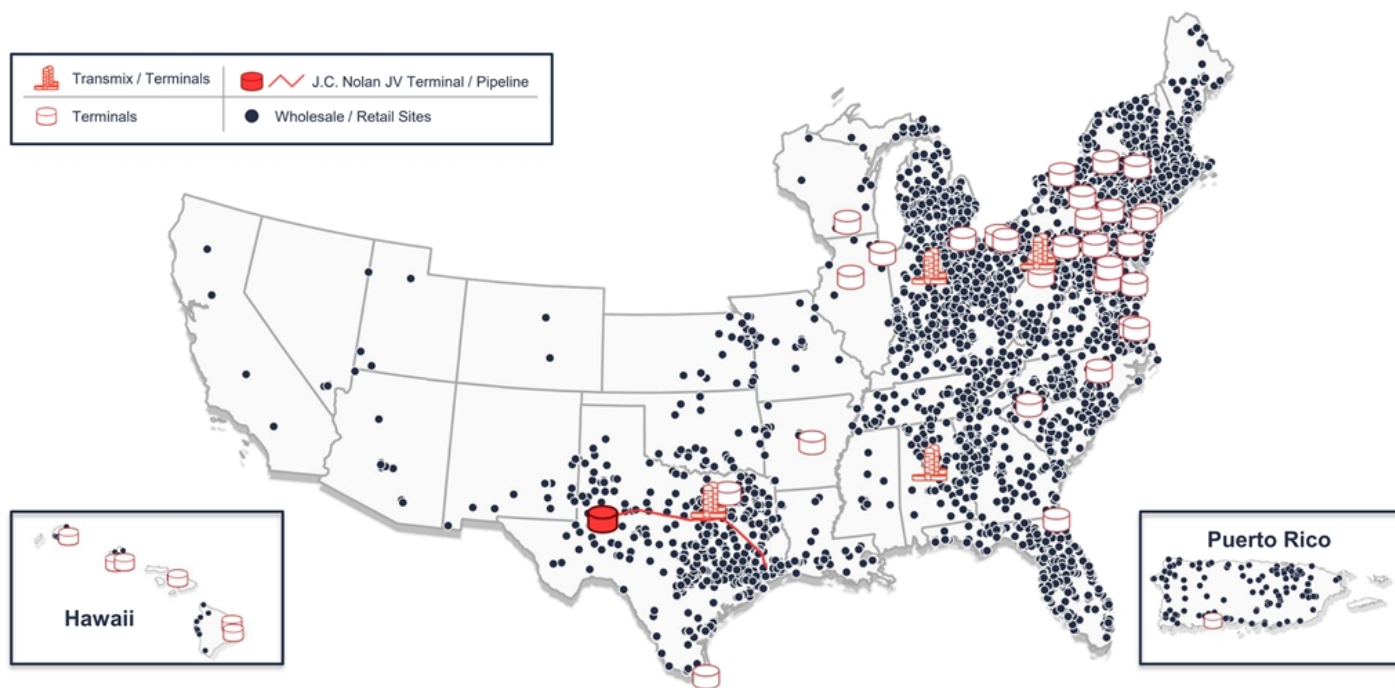 Transmix / Terminals
J.C. Nolan JV Terminal / Pipeline
Terminals
Wholesale / Retail Sites
Hawaii
Puerto Rico